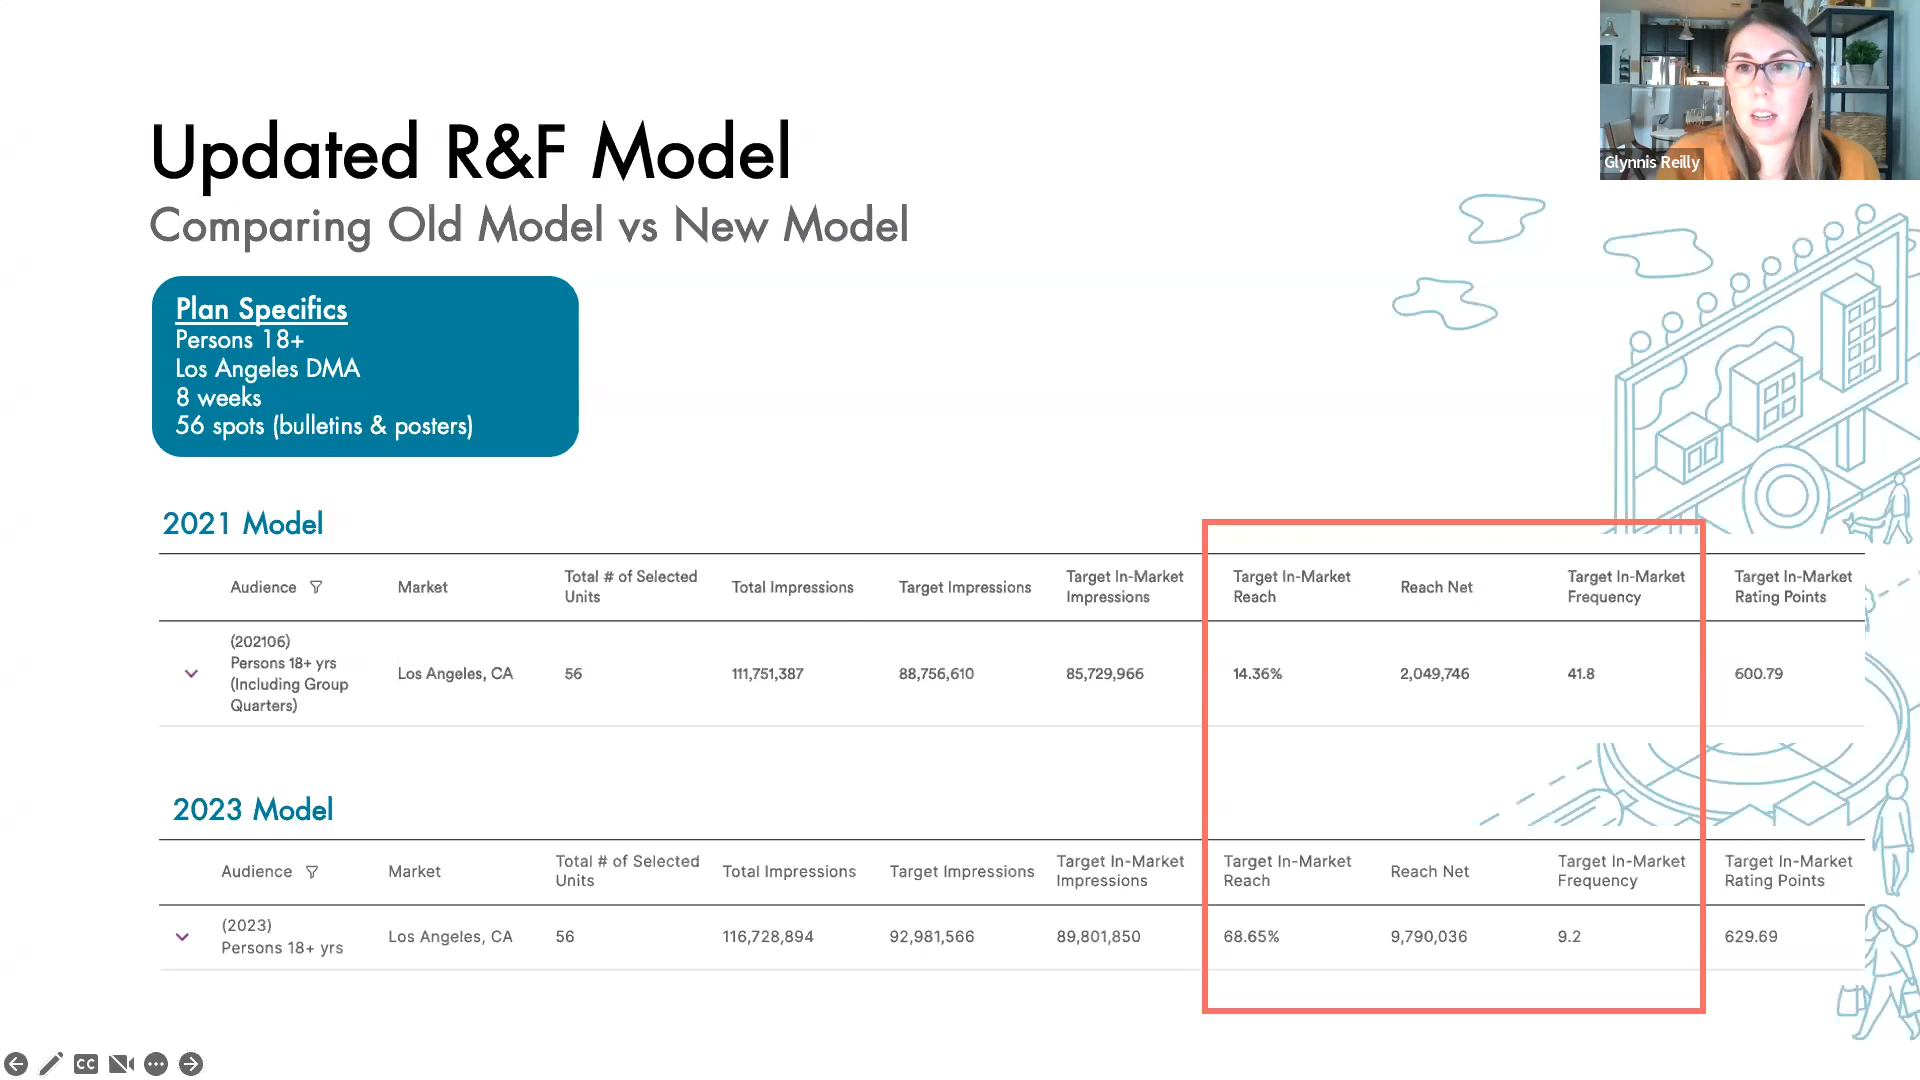 Updated R&F Model
Comparing Old Model vs New Model
Glynnis Reilly
Plan Specifics
Persons 18+
Los Angeles DMA
8 weeks
56 spots (bulletins & posters)
2021 Model
Audience
Market
Total # of Selected
Units
Total Impressions
Target Impressions
Target In-Market
Impressions
Target In-Market
Reach
Reach Net
Target In-Market
Frequency
Target In-Market
Rating Points
(202106)
Persons 18+ yrs
(Including Group
Quarters)
Los Angeles, CA
56
111,751,387
88,756,610
85,729,966
14.36%
2,049,746
41.8
600.79
2023 Model
Audience
Market
Total # of Selected
Units
Total Impressions
Target Impressions
Target In-Market
Impressions
Target In-Market
Reach
Reach Net
Target In-Market
Frequency
Target In-Market
Rating Points
(2023)
Persons 18+ yrs
Los Angeles, CA
56
116,728,894
92,981,566
89,801,850
68.65%
9,790,036
9.2
629.69
CC